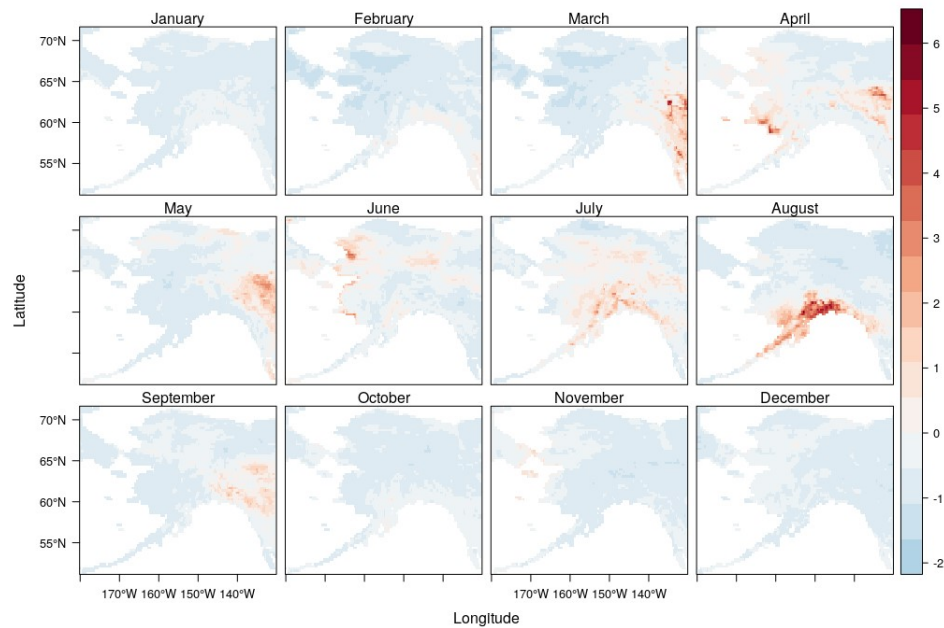 January February March April
70°N
65°N
60°N
55°N
6
5
4
3
2
1
0
-1
-2
May June July August
September October November December
70°N
65°N
60°N
55°N
170°W 160°W 150°W 140°W 170°W 160°W 150°W 140°W
Latitude
Longitude